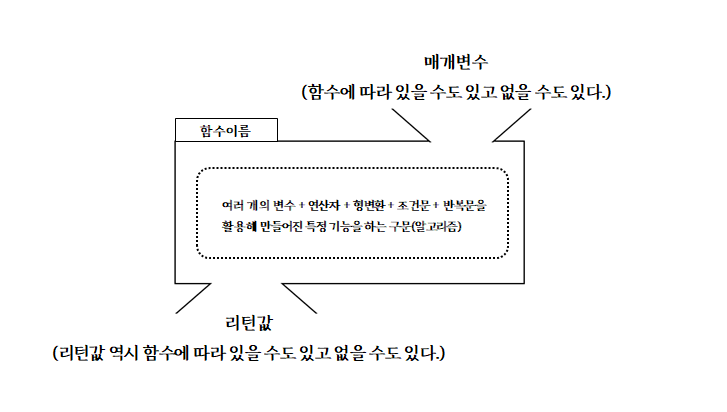 매개변수
(함수에 따라 있을 수도 있고 없을 수도 있다.)
함수이름
여러 개의 변수 + 연산자 + 형변환 + 조건문 + 반복문을
활용해 만들어진 특정 기능을 하는 구문(알고리즘)
리턴값
(리턴값 역시 함수에 따라 있을 수도 있고 없을 수도 있다.)